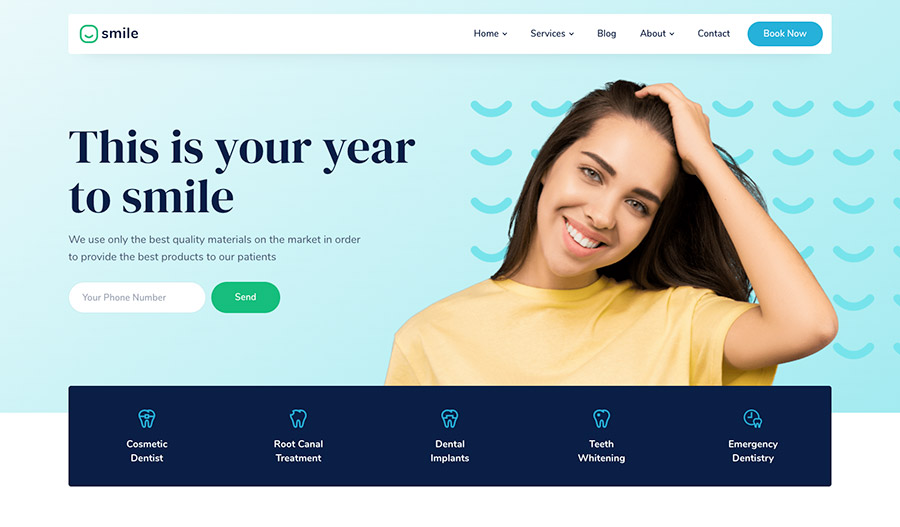 smile
Home
Services
Blog
About
Contact
Book Now
This is your year
to smile
We use only the best quality materials on the market in order
to provide the best products to our patients
Your Phone Number
Send
Cosmetic
Dentist
Root Canal
Treatment
Dental
Implants
Teeth
Whitening
Emergency
Dentistry